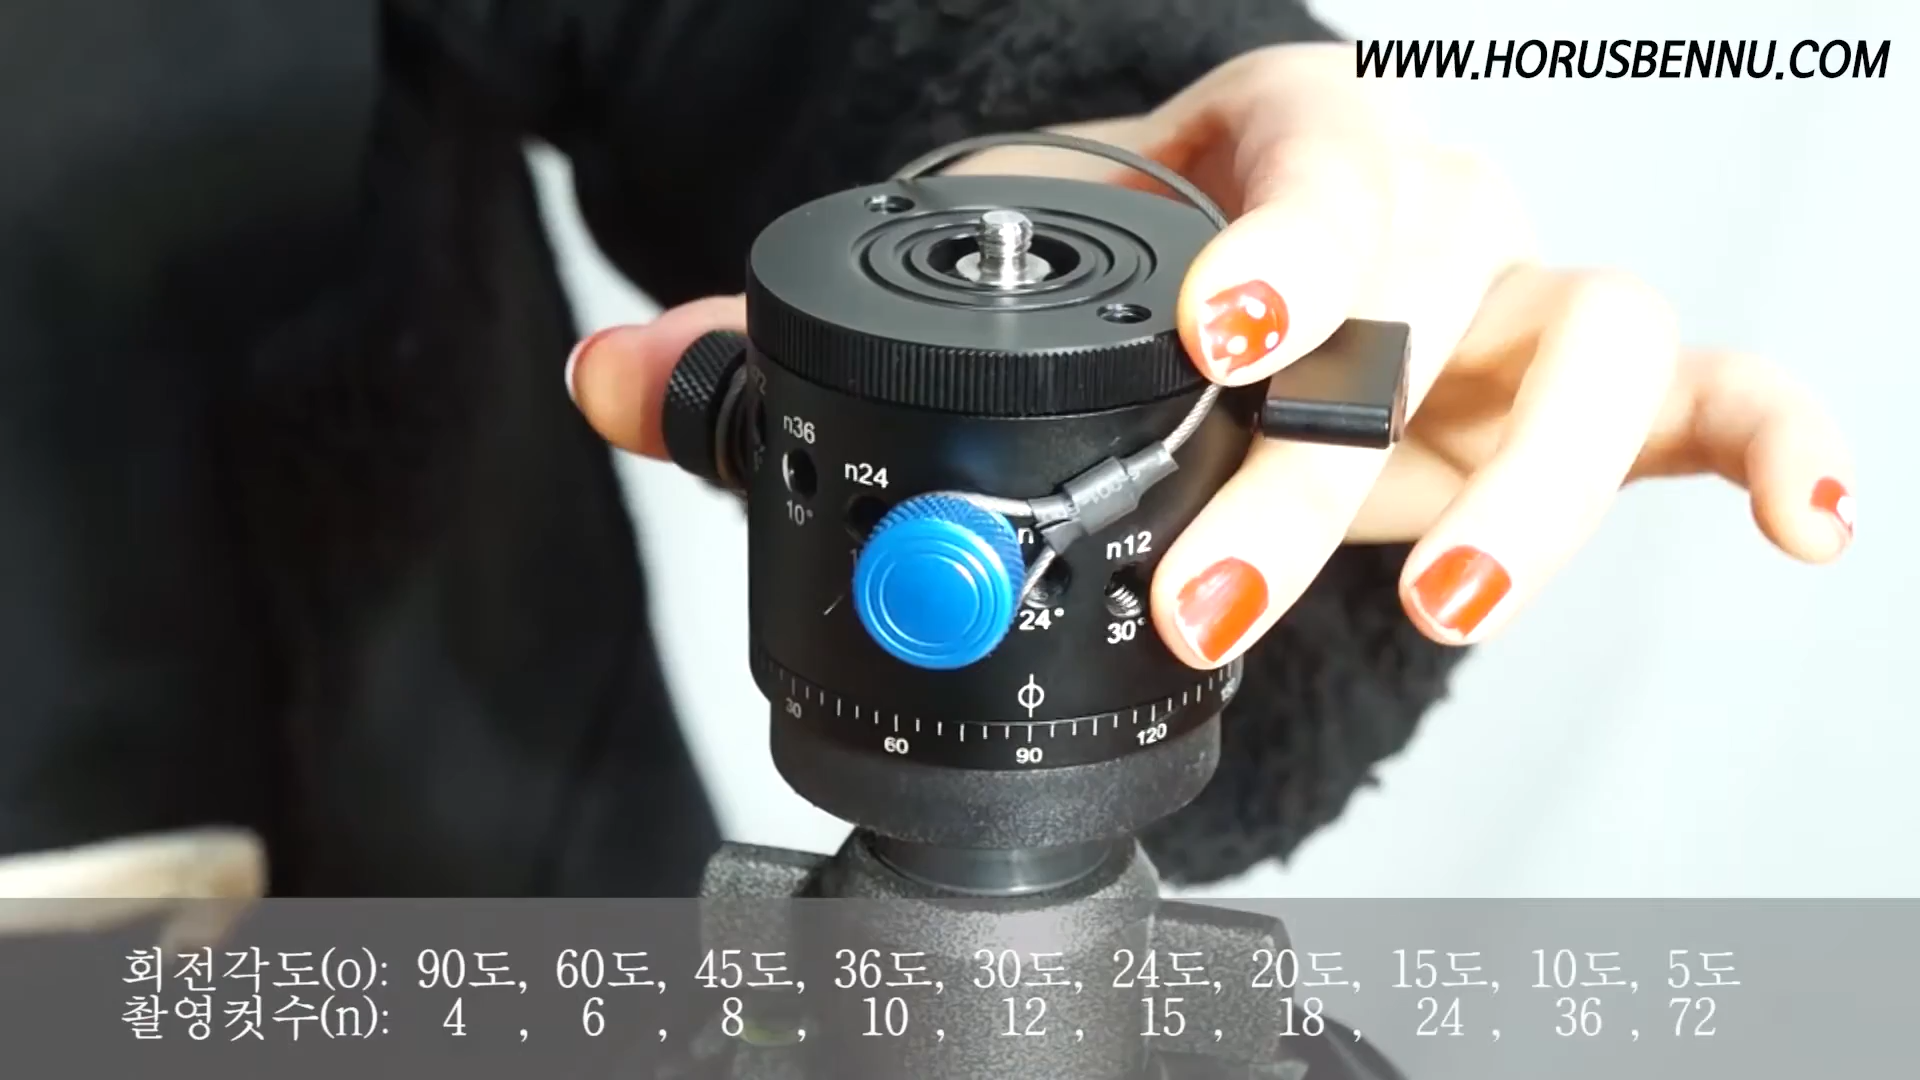 WWW.HORUSBENNU.COM
n36
10°
n24
n
24°
n12
30°
30
60
90
120
회전각도(o): 90도, 60도, 45도, 36도, 30도, 24도, 20도, 15도, 10도, 5도
촬영컷수(n): 4 , 6 , 8 , 10 , 12 , 15 , 18 , 24 , 36 , 72